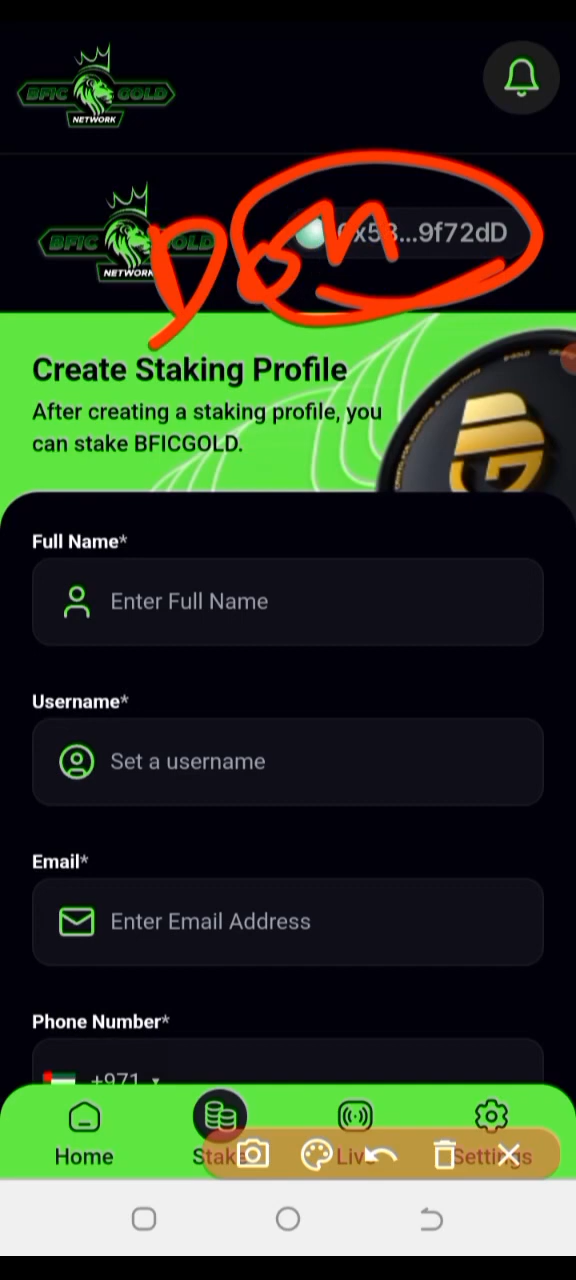 BFIC GOLD
NETWORK
BFIC GOLD
NETWORK
Don
0x53...9f72dD
Create Staking Profile
After creating a staking profile, you
can stake BFICGOLD.
Full Name*
Enter Full Name
Username*
Set a username
Email*
Enter Email Address
Phone Number*
+971
Home Stake Live Settings